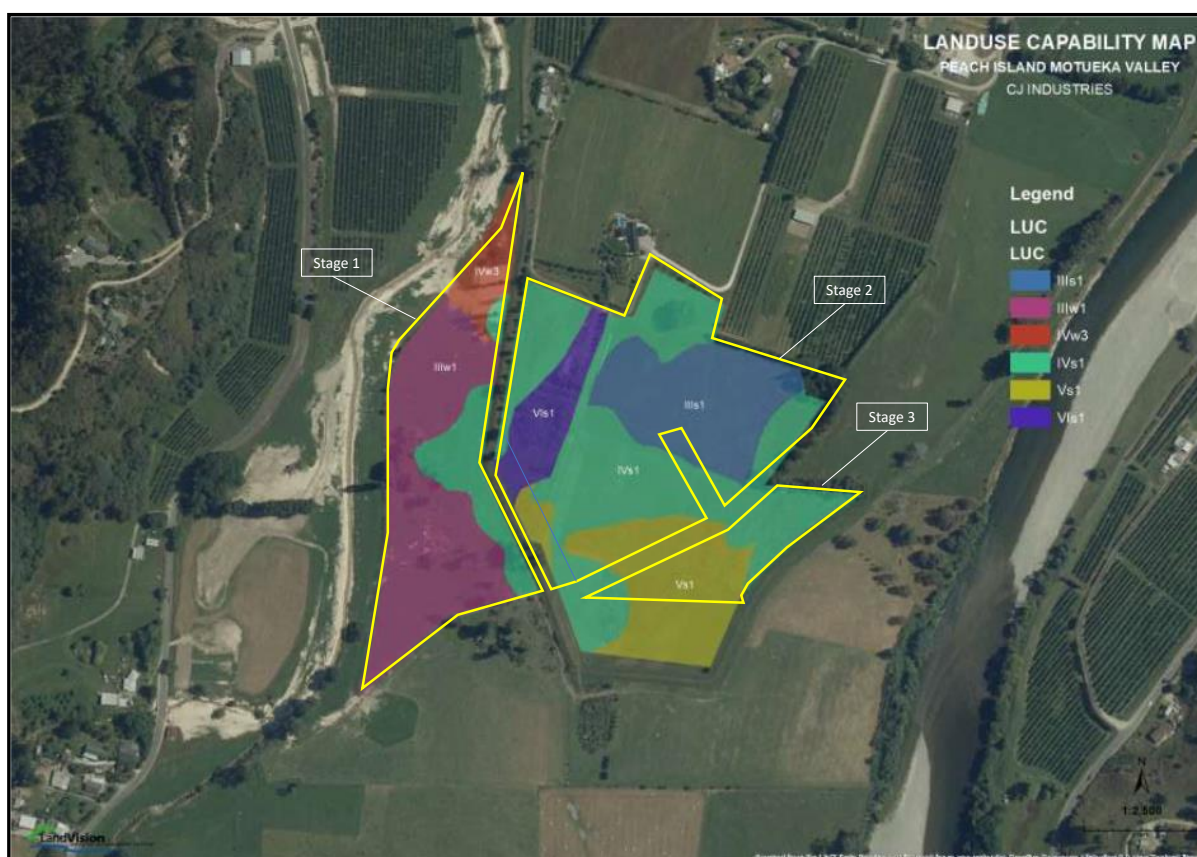 LANDUSE CAPABILITY MAP
PEACH ISLAND MOTUEKA VALLEY
CJ INDUSTRIES
Legend
LUC
LUC
IIIs1
IIIw1
IVw3
IVs1
Vs1
VIs1
Stage 1
Stage 2
Stage 3
IVw3
IIIw1
VIs1
IIIs1
IVs1
Vs1
N
1:2,500
LandVision